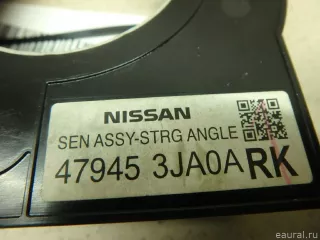 NISSAN
SEN ASSY-STRG ANGLE
47945 3JA0A RK
eaural.ru